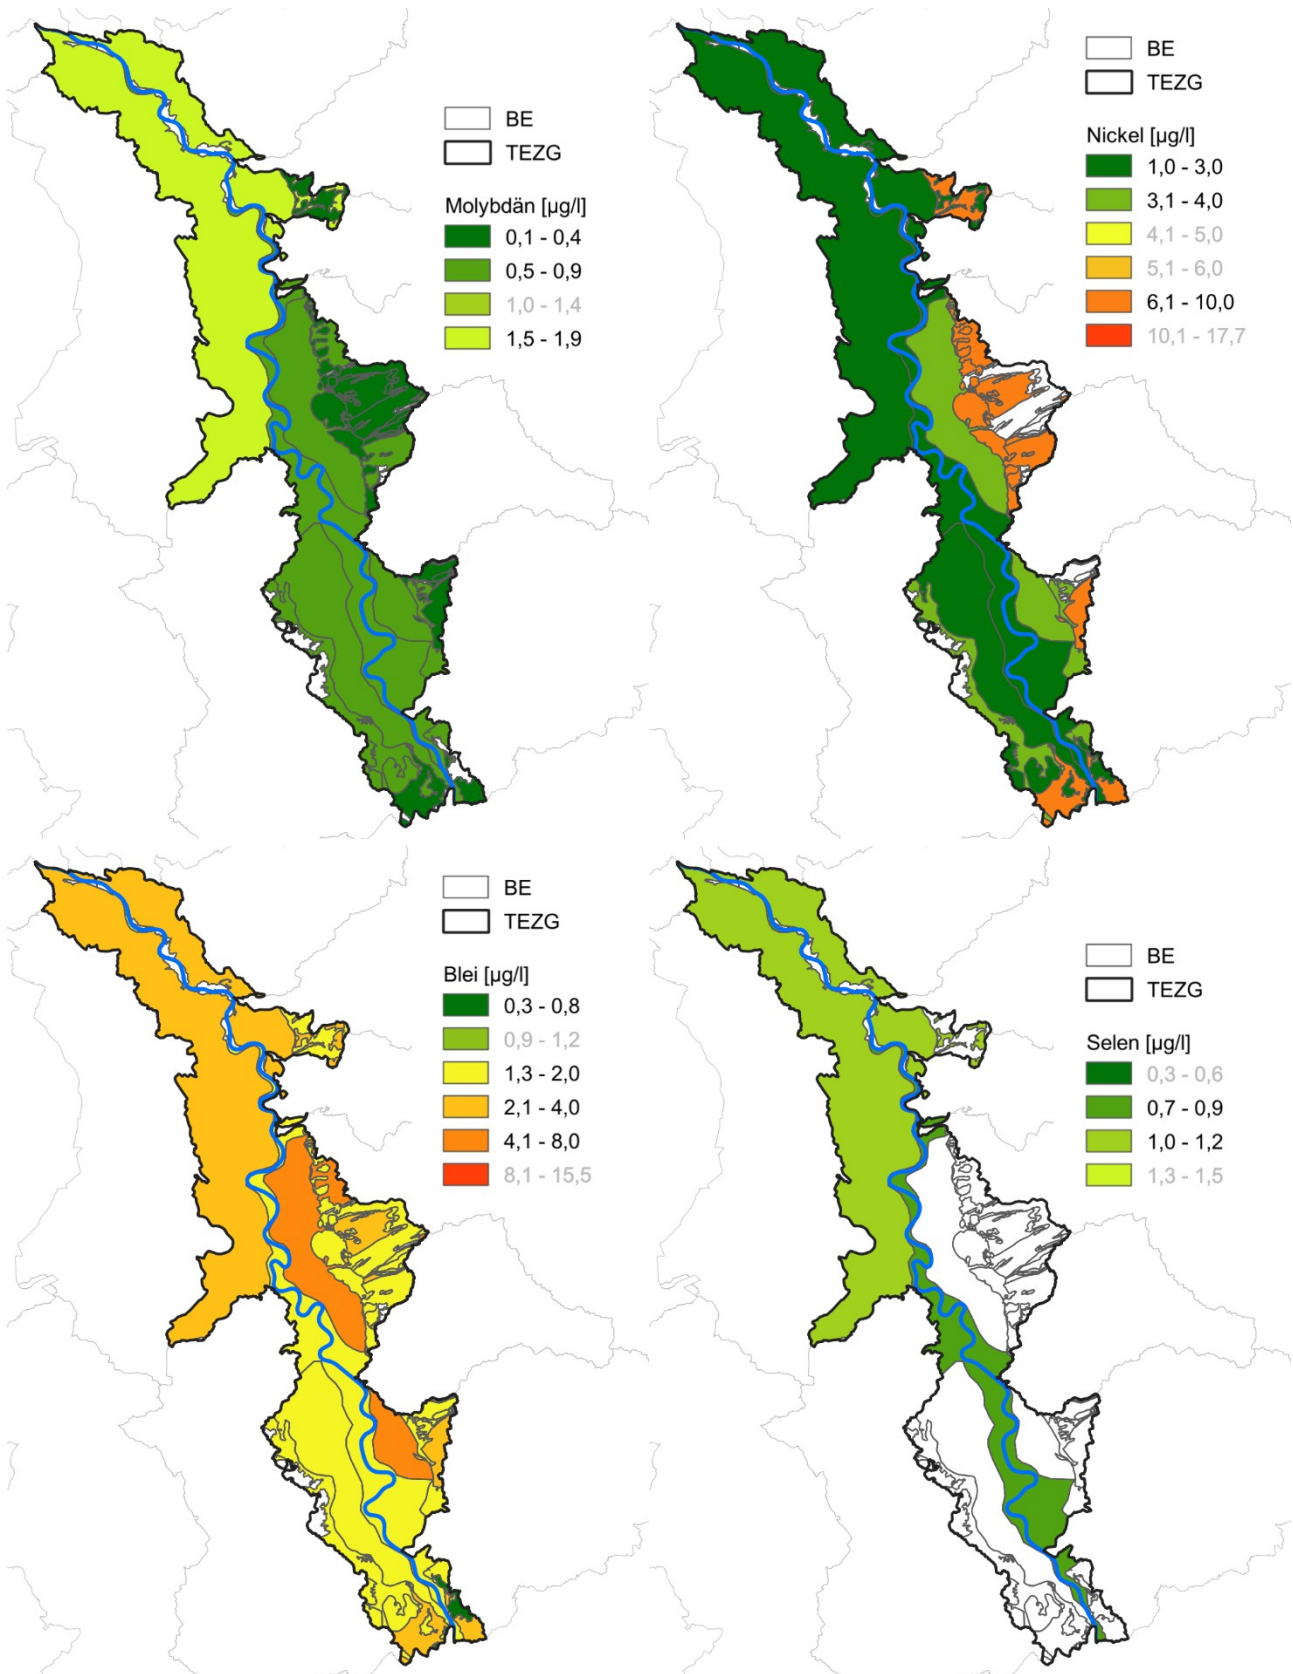 BE
TEZG
Molybdän [µg/l]
0,1 - 0,4
0,5 - 0,9
1,0 - 1,4
1,5 - 1,9
BE
TEZG
Nickel [µg/l]
1,0 - 3,0
3,1 - 4,0
4,1 - 5,0
5,1 - 6,0
6,1 - 10,0
10,1 - 17,7
BE
TEZG
Blei [µg/l]
0,3 - 0,8
0,9 - 1,2
1,3 - 2,0
2,1 - 4,0
4,1 - 8,0
8,1 - 15,5
BE
TEZG
Selen [µg/l]
0,3 - 0,6
0,7 - 0,9
1,0 - 1,2
1,3 - 1,5